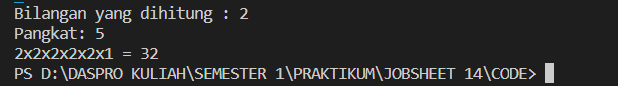 Bilangan yang dihitung : 2
Pangkat: 5
2x2x2x2x2x1 = 32
PS D:\DASPRO KULIAH\SEMESTER 1\PRAKTIKUM\JOBSHEET 14\CODE>